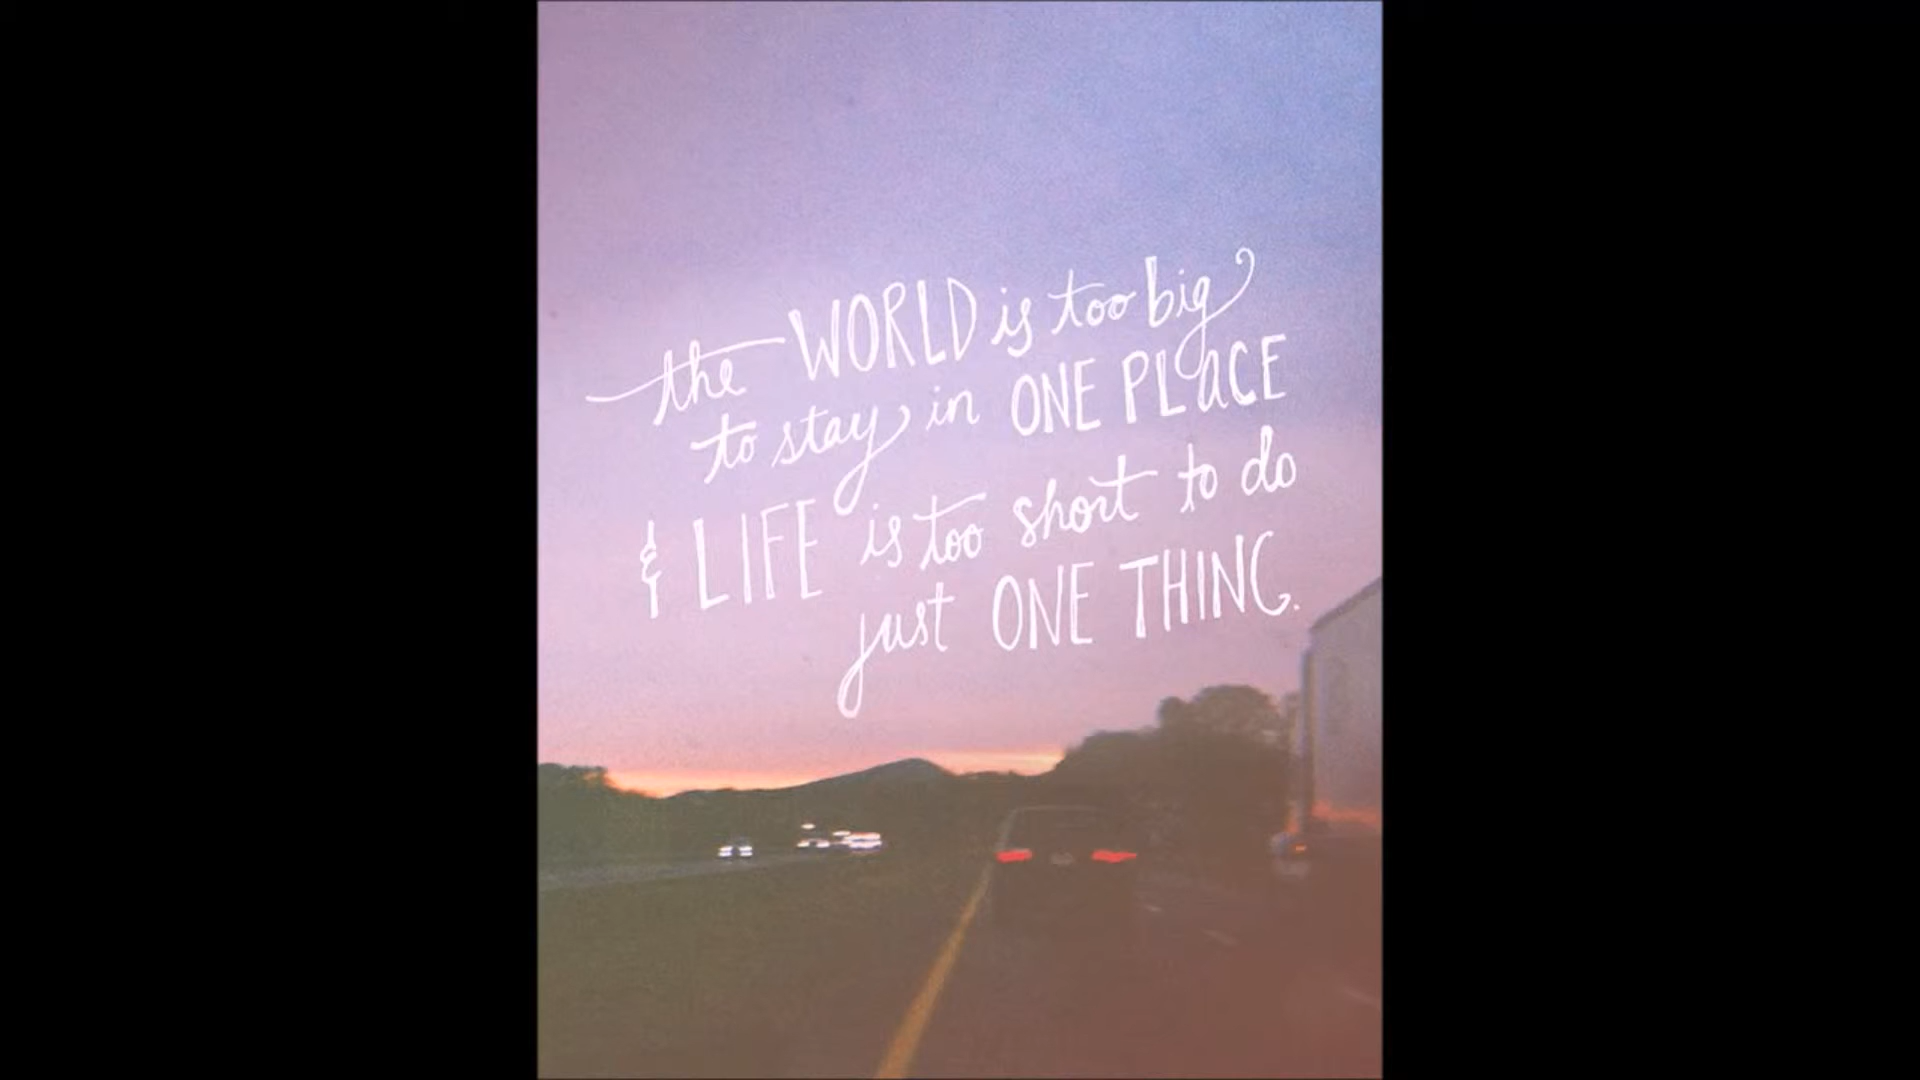 the WORLD is too big
to stay in ONE PLaCE
& LIFE is too short to do
just ONE THING.